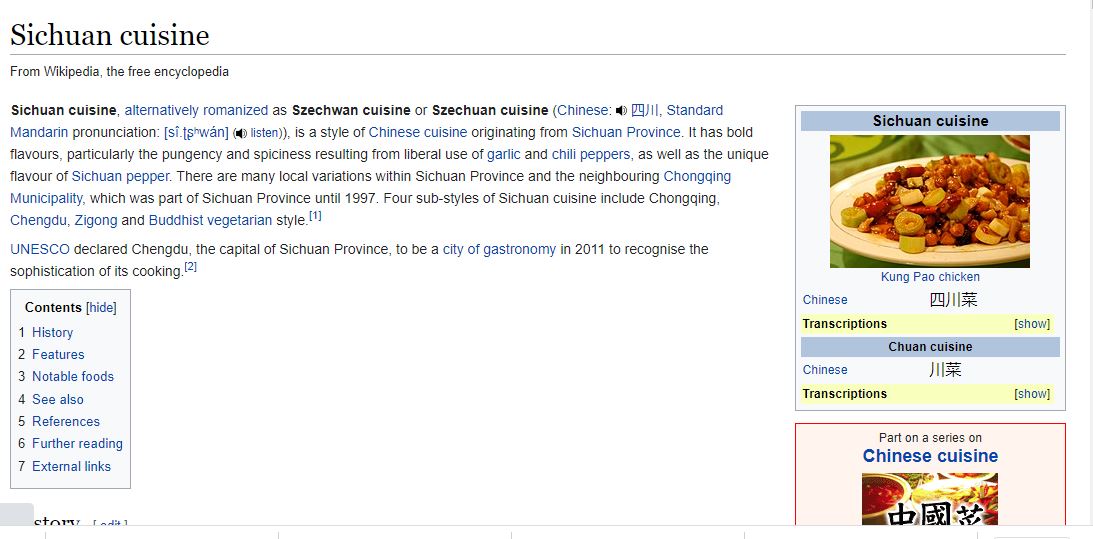 Sichuan cuisine
From Wikipedia, the free encyclopedia
Sichuan cuisine, alternatively romanized as Szechwan cuisine or Szechuan cuisine (Chinese: 四川, Standard
Mandarin pronunciation: [sî.ʈʂʰwán] ( listen)), is a style of Chinese cuisine originating from Sichuan Province. It has bold
flavours, particularly the pungency and spiciness resulting from liberal use of garlic and chili peppers, as well as the unique
flavour of Sichuan pepper. There are many local variations within Sichuan Province and the neighbouring Chongqing
Municipality, which was part of Sichuan Province until 1997. Four sub-styles of Sichuan cuisine include Chongqing,
Chengdu, Zigong and Buddhist vegetarian style.[1]
UNESCO declared Chengdu, the capital of Sichuan Province, to be a city of gastronomy in 2011 to recognise the
sophistication of its cooking.[2]
Contents [hide]
1 History
2 Features
3 Notable foods
4 See also
5 References
6 Further reading
7 External links
story [ edit ]
Sichuan cuisine
Kung Pao chicken
Chinese 四川菜
Transcriptions [show]
Chuan cuisine
Chinese 川菜
Transcriptions [show]
Part on a series on
Chinese cuisine
中國菜